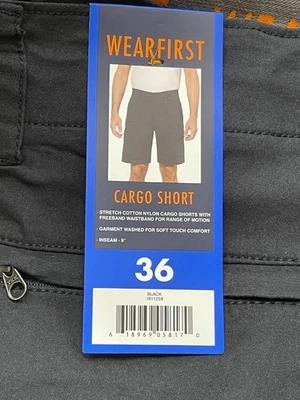 WEARFIRST
CARGO SHORT
- STRETCH COTTON NYLON CARGO SHORTS WITH
FREEBAND WAISTBAND FOR RANGE OF MOTION
- GARMENT WASHED FOR SOFT TOUCH COMFORT
- INSEAM - 9"
36
BLACK
1611259
6 18969 05817 0